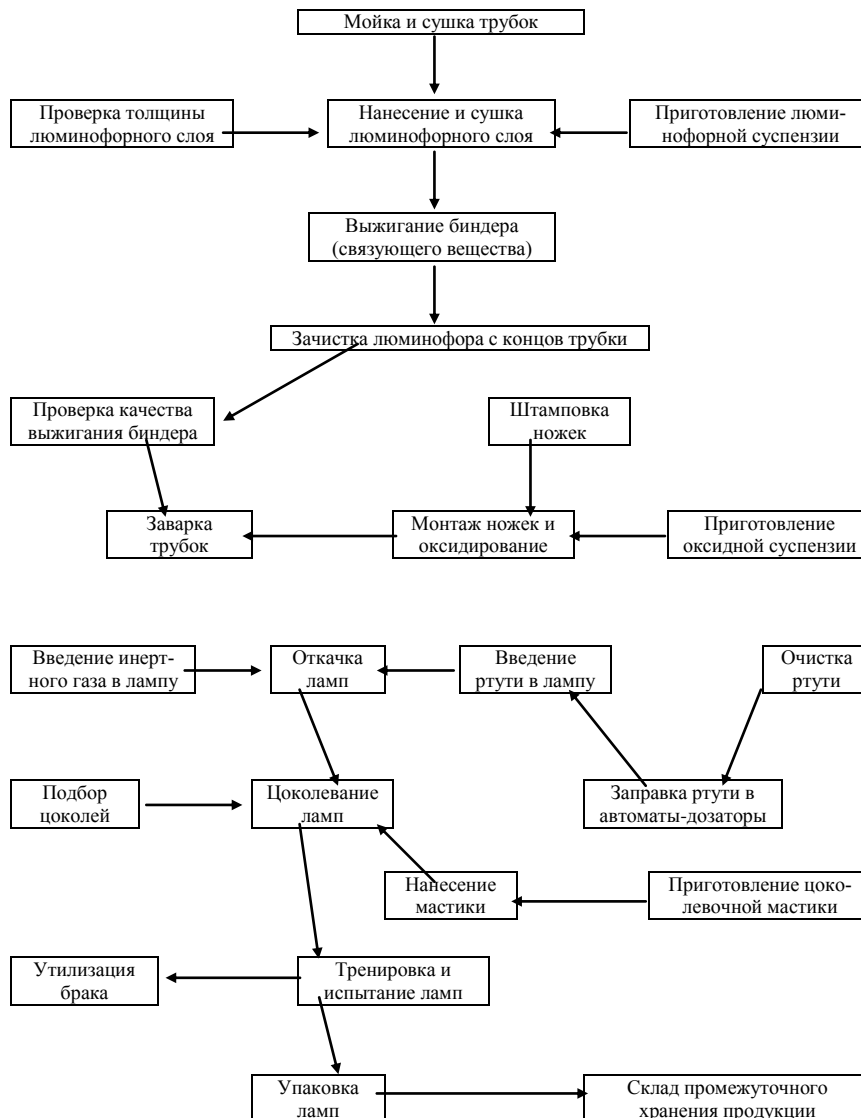 Мойка и сушка трубок
Проверка толщины
люминофорного слоя
Нанесение и сушка
люминофорного слоя
Приготовление люми-
нофорной суспензии
Выжигание биндера
(связующего вещества)
Зачистка люминофора с концов трубки
Проверка качества
выжигания биндера
Штамповка
ножек
Заварка
трубок
Монтаж ножек и
оксидирование
Приготовление
оксидной суспензии
Введение инерт-
ного газа в лампу
Откачка
ламп
Введение
ртути в лампу
Очистка
ртути
Подбор
цоколей
Цоколевание
ламп
Заправка ртути в
автоматы-дозаторы
Нанесение
мастики
Приготовление цоко-
левочной мастики
Утилизация
брака
Тренировка и
испытание ламп
Упаковка
ламп
Склад промежуточного
хранения продукции